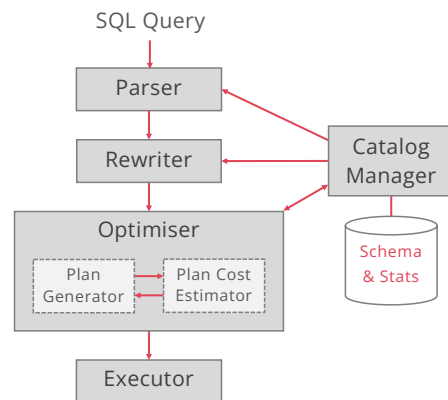 SQL Query
Parser
Rewriter
Catalog
Manager
Optimiser
Plan
Generator
Plan Cost
Estimator
Schema
& Stats
Executor